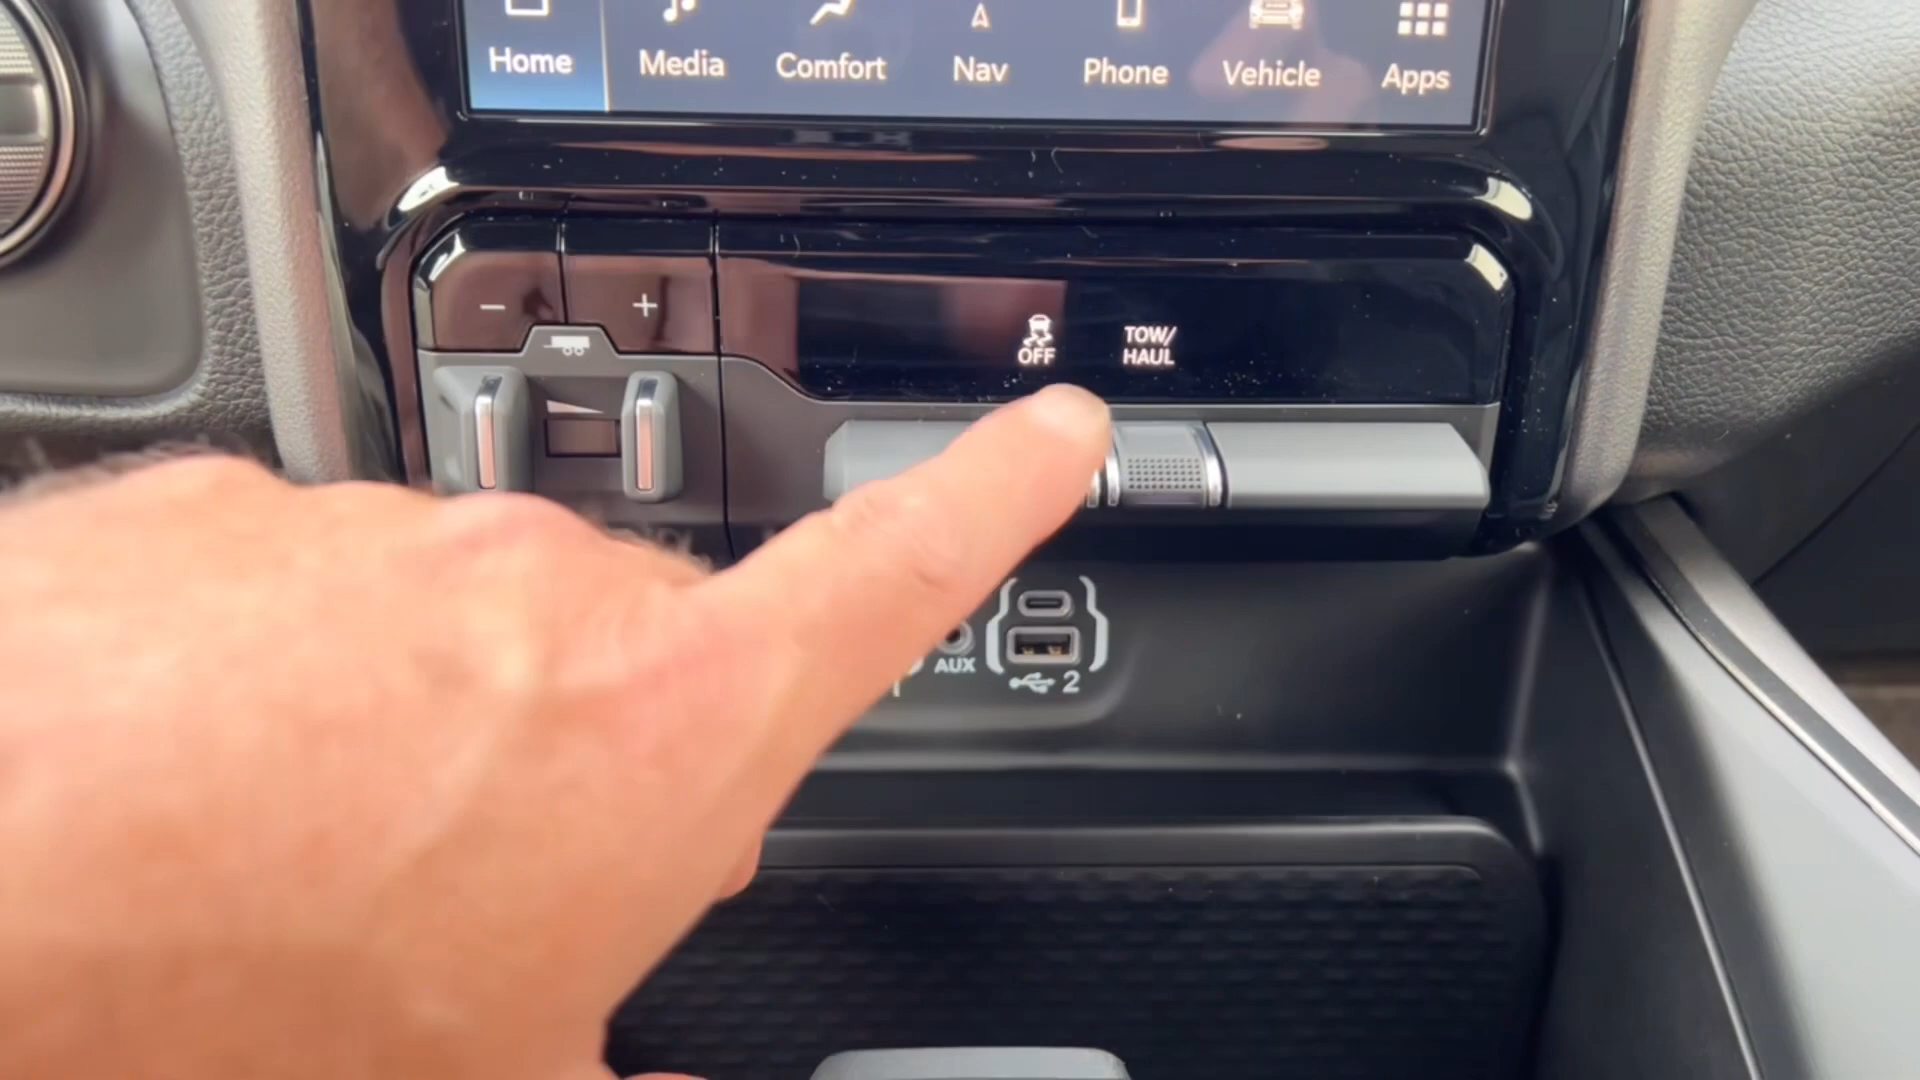 Home Media Comfort Nav Phone Vehicle Apps
− +
OFF
TOW/
HAUL
AUX
2